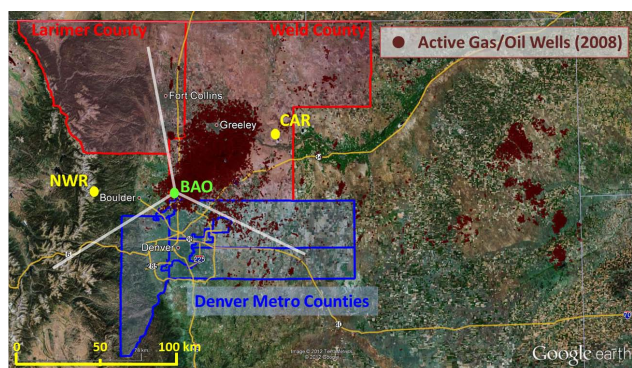 Larimer County
Weld County
Active Gas/Oil Wells (2008)
Fort Collins
Greeley
CAR
NWR
Boulder
BAO
Denver
Denver Metro Counties
0
50
100 km
Google earth